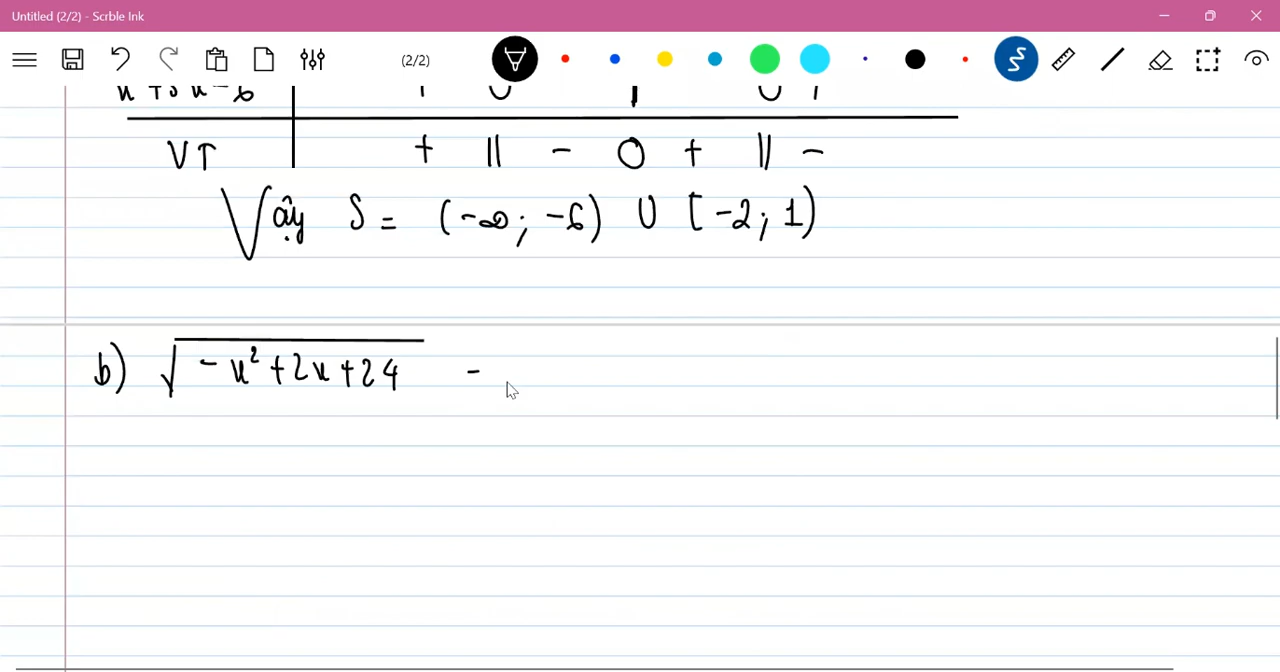 Untitled (2/2) - Scrble Ink
(2/2)
VT + || - 0 + || -
Vậy S = (-∞; -6) U [-2; 1)
b) √-x²+2x+24 -